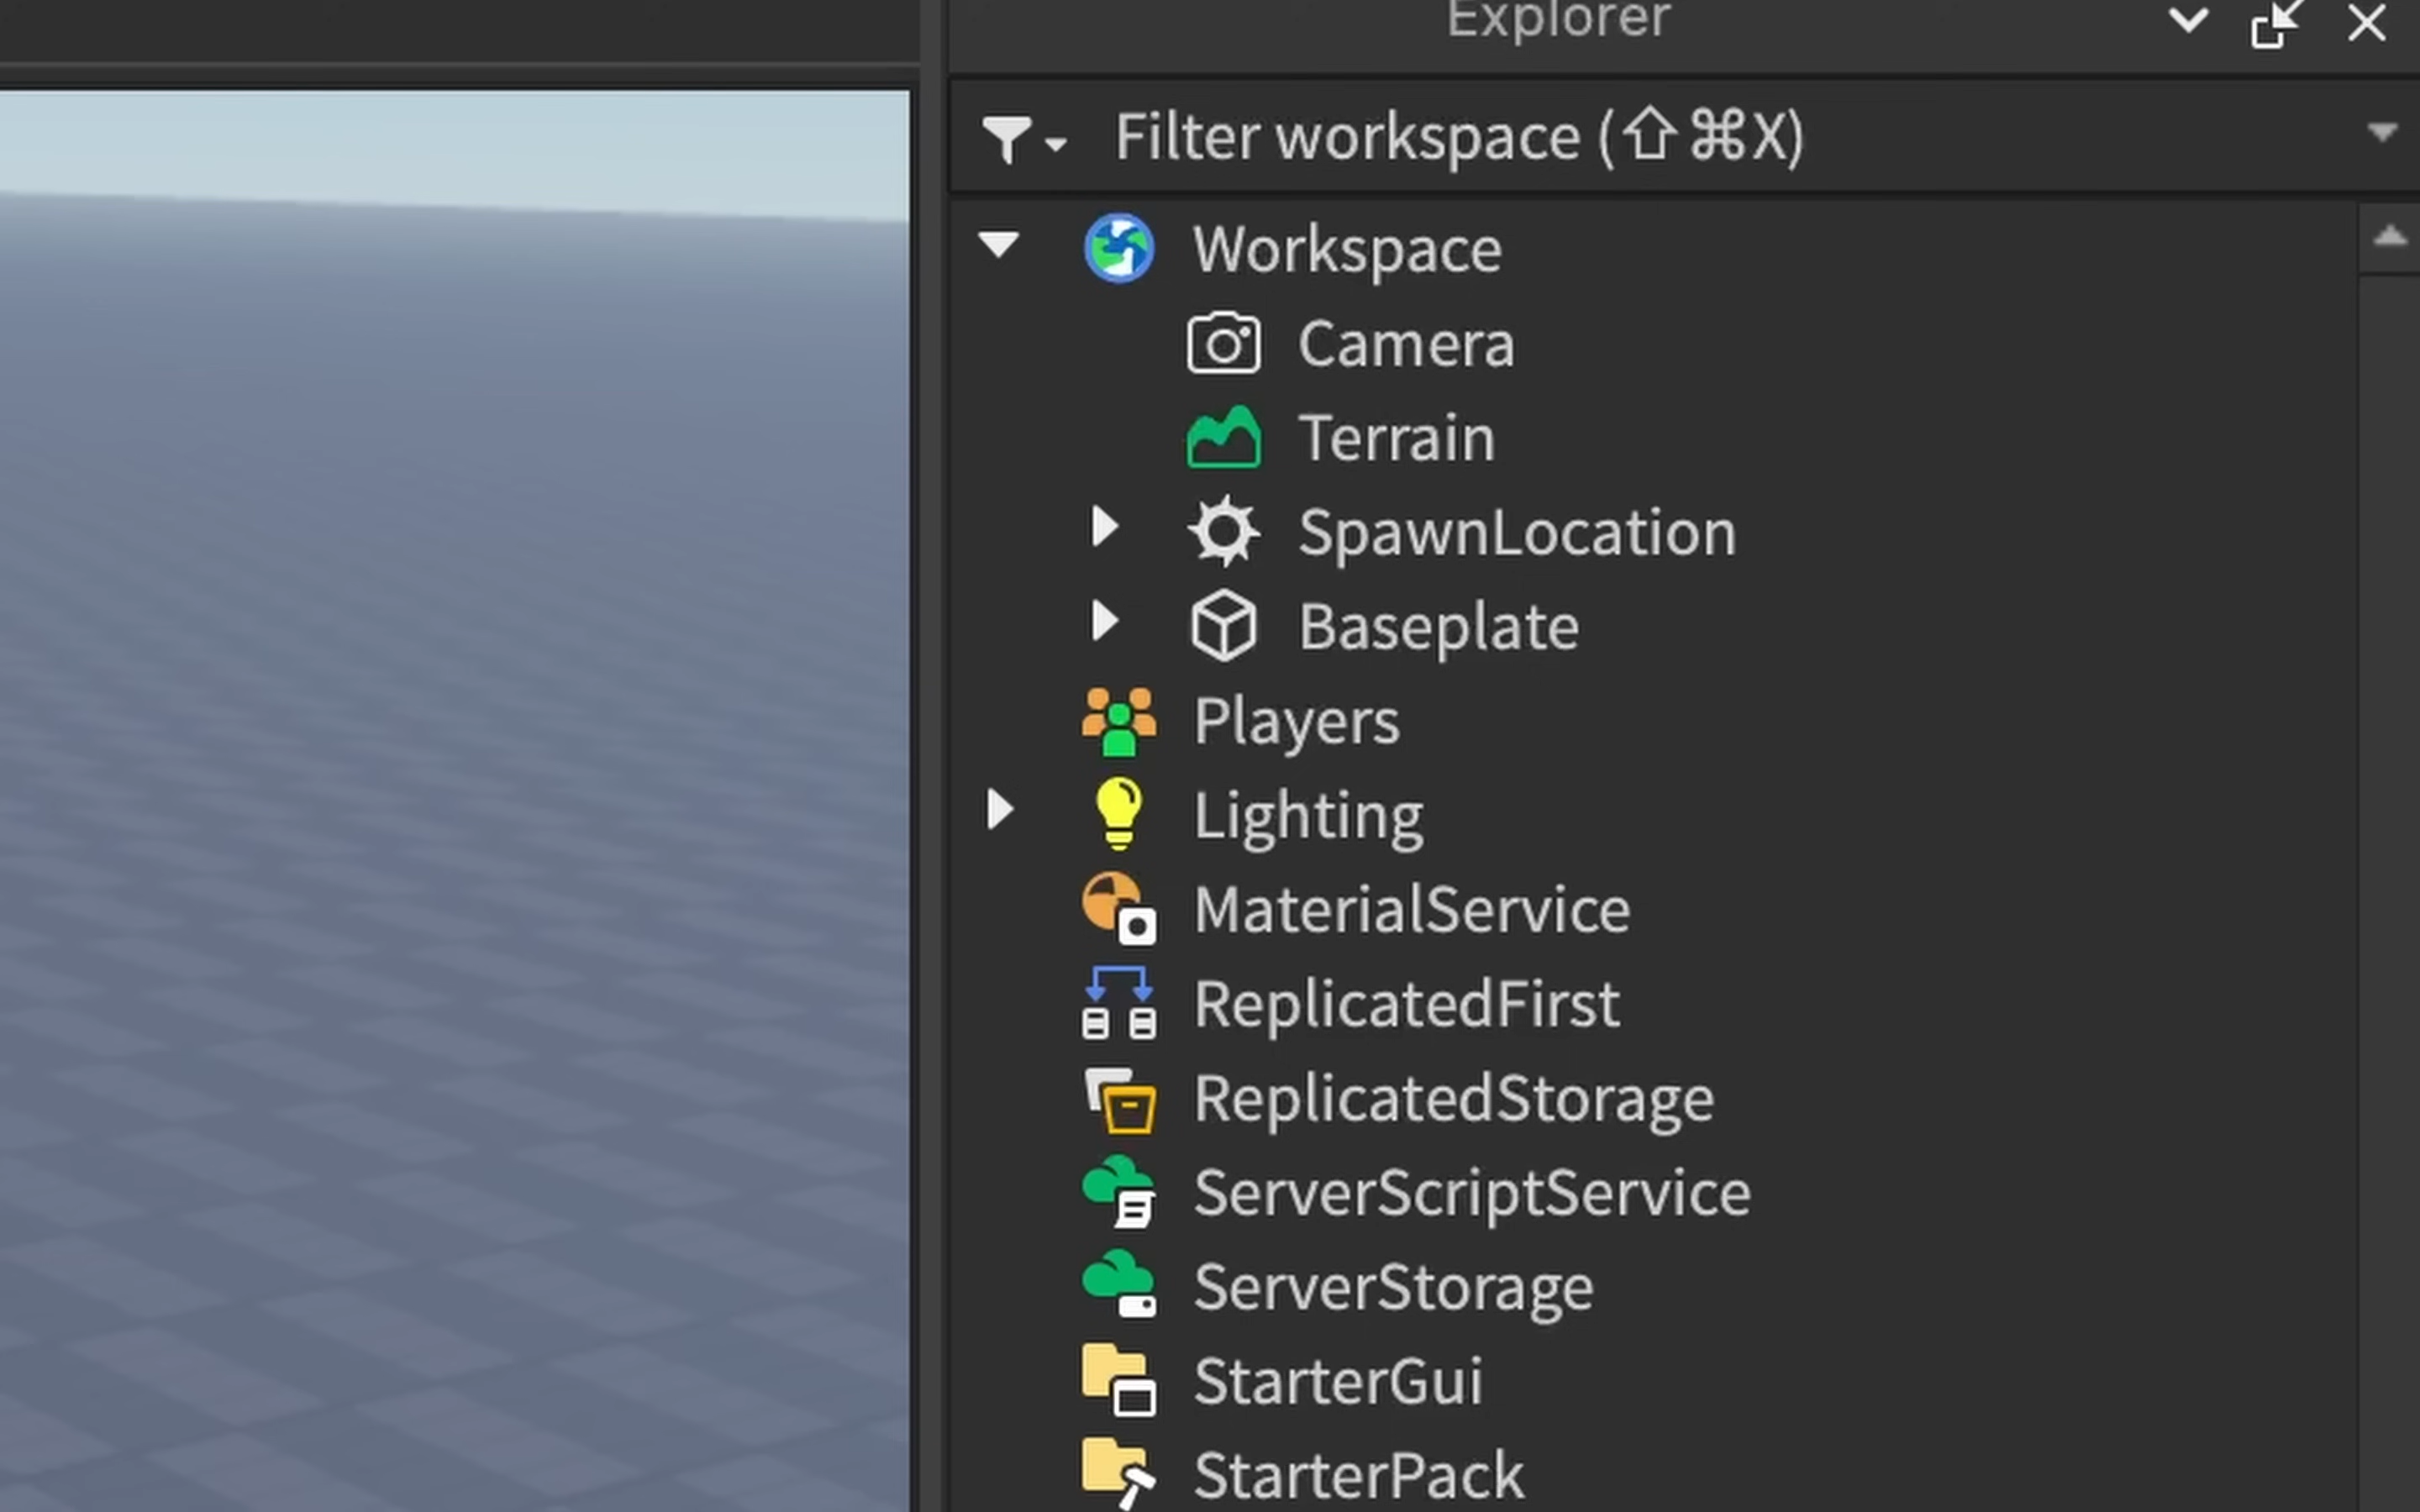 Explorer
Filter workspace (⇧⌘X)
Workspace
Camera
Terrain
SpawnLocation
Baseplate
Players
Lighting
MaterialService
ReplicatedFirst
ReplicatedStorage
ServerScriptService
ServerStorage
StarterGui
StarterPack